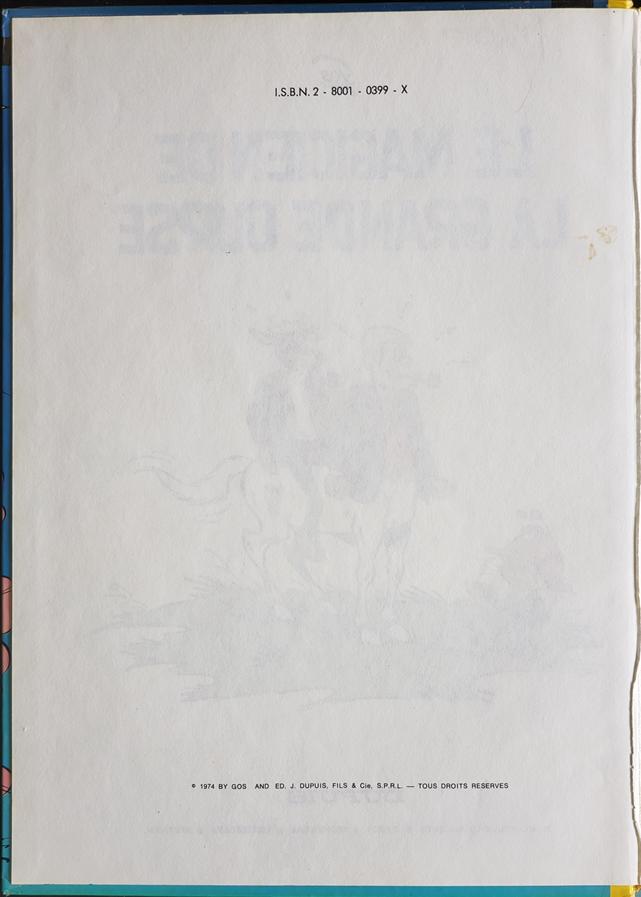 I.S.B.N. 2 - 8001 - 0399 - X
© 1974 BY GOS AND ED. J. DUPUIS, FILS & Cie, S.P.R.L. — TOUS DROITS RESERVES